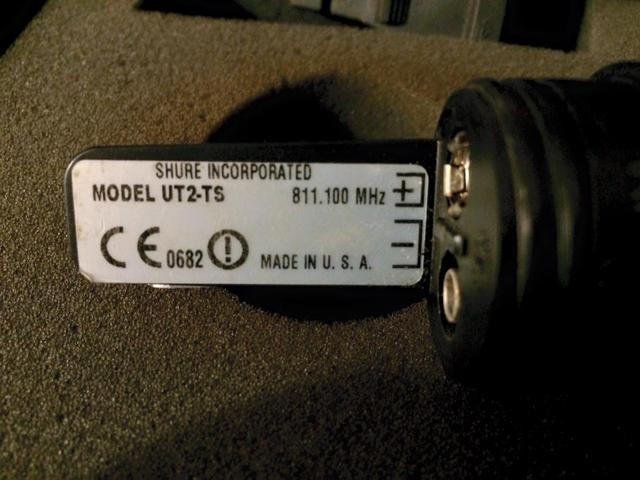 SHURE INCORPORATED
MODEL UT2-TS 811.100 MHz +
CE 0682 ! MADE IN U. S. A. -